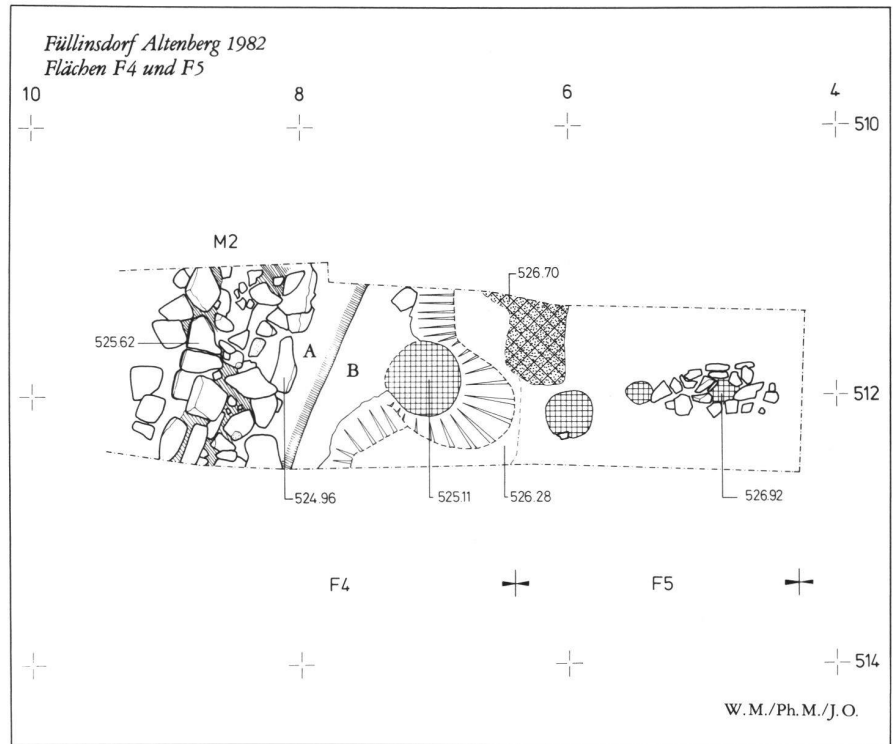 Füllinsdorf Altenberg 1982
Flächen F4 und F5
10 8 6 4
510
M2
526.70
525.62
A
B
512
524.96 525.11 526.28 526.92
F4 F5
514
W.M./Ph.M./J.O.